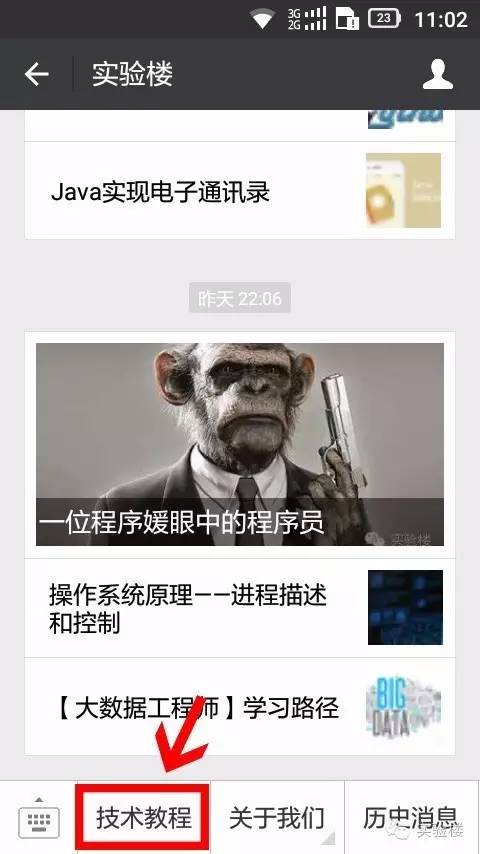 3G
2G
23
11:02
实验楼
Java实现电子通讯录
昨天 22:06
一位程序媛眼中的程序员
实验楼
操作系统原理——进程描述
和控制
BIG
DATA
【大数据工程师】学习路径
技术教程
关于我们
历史消息
实验楼